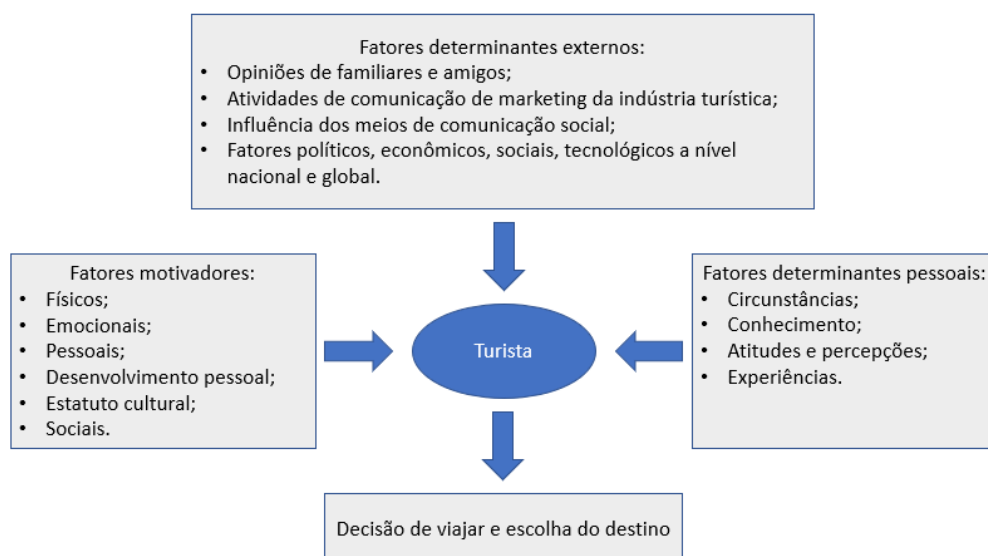 Fatores determinantes externos:
• Opiniões de familiares e amigos;
• Atividades de comunicação de marketing da indústria turística;
• Influência dos meios de comunicação social;
• Fatores políticos, econômicos, sociais, tecnológicos a nível
nacional e global.
Fatores motivadores:
• Físicos;
• Emocionais;
• Pessoais;
• Desenvolvimento pessoal;
• Estatuto cultural;
• Sociais.
Turista
Fatores determinantes pessoais:
• Circunstâncias;
• Conhecimento;
• Atitudes e percepções;
• Experiências.
Decisão de viajar e escolha do destino